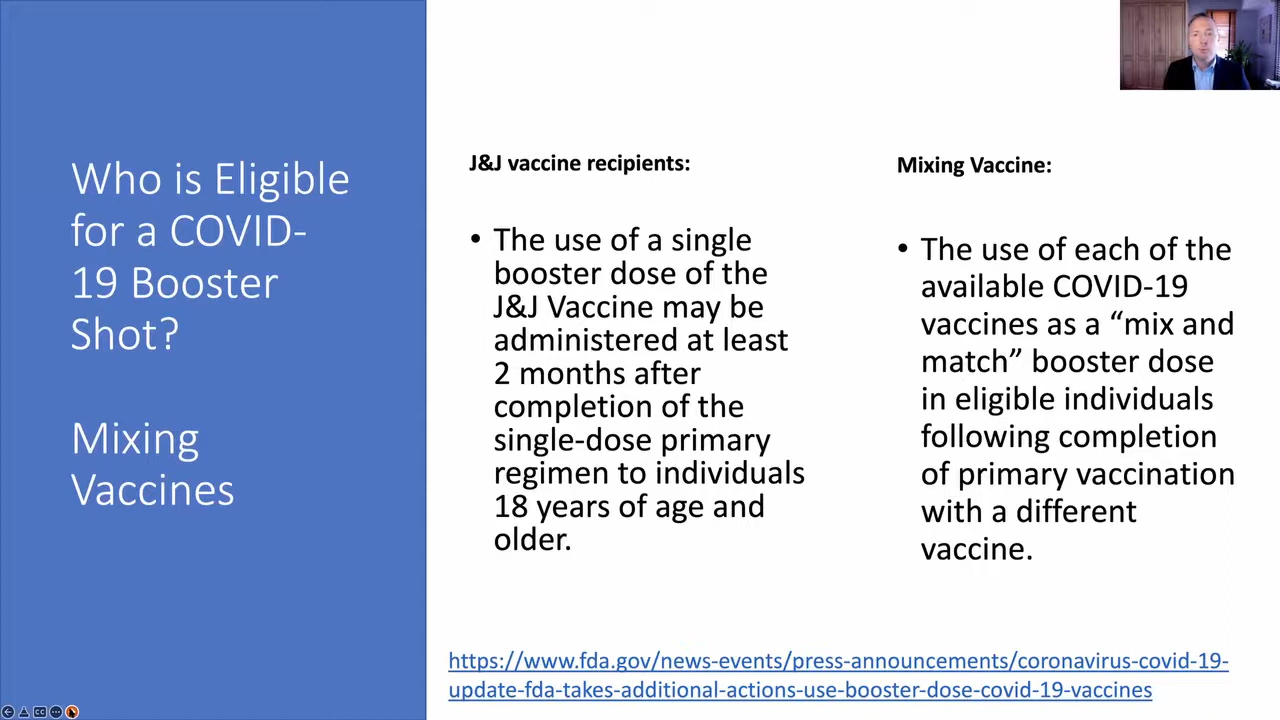 Who is Eligible
for a COVID-
19 Booster
Shot?
Mixing
Vaccines
J&J vaccine recipients:
• The use of a single
booster dose of the
J&J Vaccine may be
administered at least
2 months after
completion of the
single-dose primary
regimen to individuals
18 years of age and
older.
Mixing Vaccine:
• The use of each of the
available COVID-19
vaccines as a “mix and
match” booster dose
in eligible individuals
following completion
of primary vaccination
with a different
vaccine.
https://www.fda.gov/news-events/press-announcements/coronavirus-covid-19-
update-fda-takes-additional-actions-use-booster-dose-covid-19-vaccines